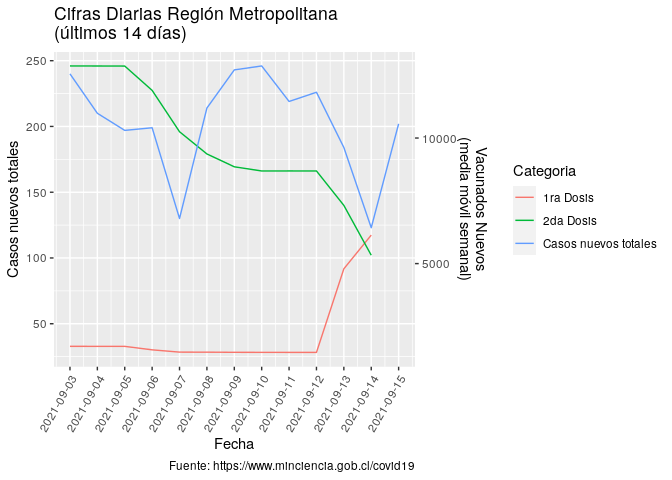 Cifras Diarias Región Metropolitana
(últimos 14 días)
250
200
150
100
50
Casos nuevos totales
10000
5000
Vacunados Nuevos
(media móvil semanal)
Categoria
1ra Dosis
2da Dosis
Casos nuevos totales
2021-09-03
2021-09-04
2021-09-05
2021-09-06
2021-09-07
2021-09-08
2021-09-09
2021-09-10
2021-09-11
2021-09-12
2021-09-13
2021-09-14
2021-09-15
Fecha
Fuente: https://www.minciencia.gob.cl/covid19